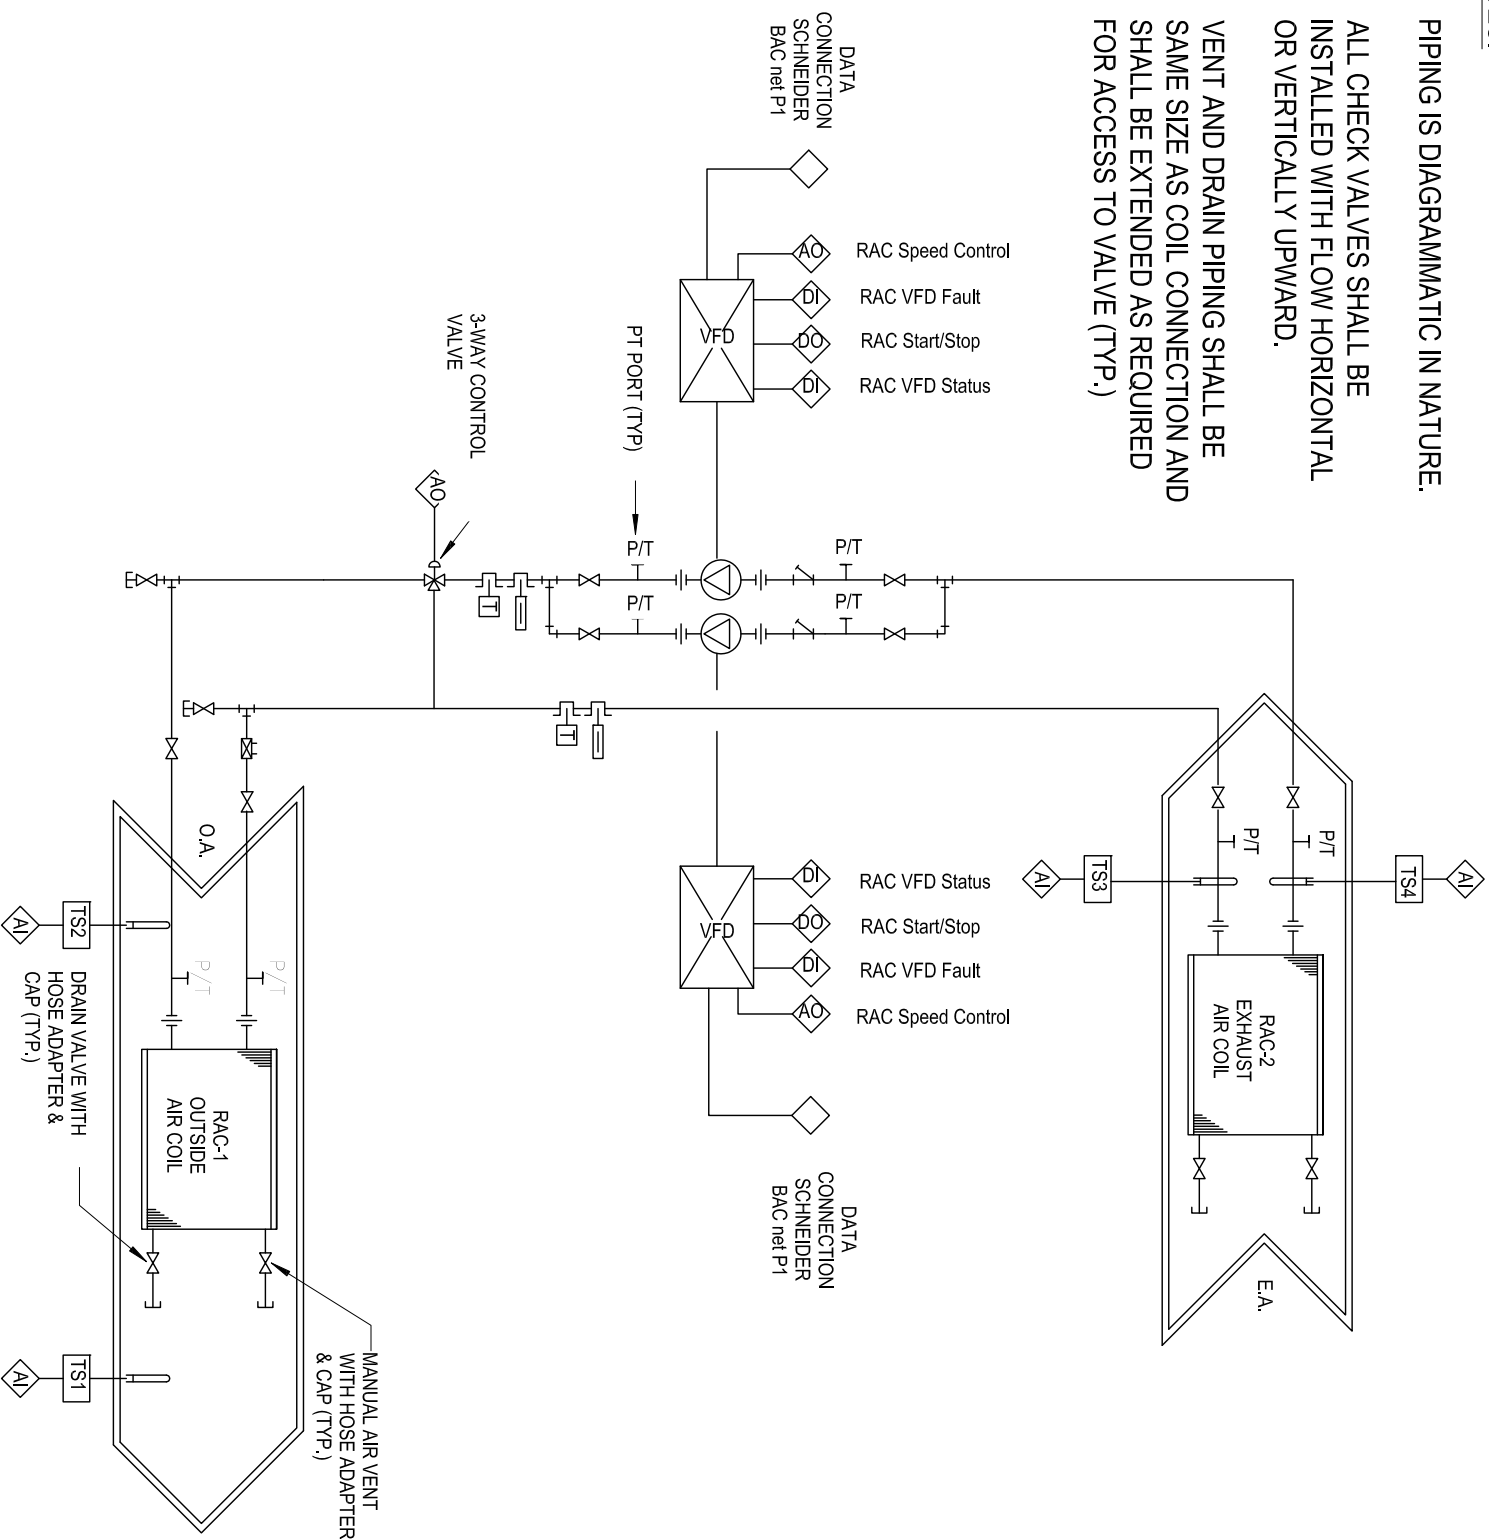 PIPING IS DIAGRAMMATIC IN NATURE.
ALL CHECK VALVES SHALL BE
INSTALLED WITH FLOW HORIZONTAL
OR VERTICALLY UPWARD.
VENT AND DRAIN PIPING SHALL BE
SAME SIZE AS COIL CONNECTION AND
SHALL BE EXTENDED AS REQUIRED
FOR ACCESS TO VALVE (TYP.)
DATA
CONNECTION
SCHNEIDER
BAC net P1
AO
RAC Speed Control
DI
RAC VFD Fault
DO
RAC Start/Stop
DI
RAC VFD Status
VFD
3-WAY CONTROL
VALVE
AO
PT PORT (TYP)
P/T
P/T
P/T
P/T
T
T
VFD
DI
RAC VFD Status
DO
RAC Start/Stop
DI
RAC VFD Fault
AO
RAC Speed Control
DATA
CONNECTION
SCHNEIDER
BAC net P1
P/T
P/T
AI
TS3
TS4
AI
RAC-2
EXHAUST
AIR COIL
E.A.
O.A.
AI
TS2
P/T
P/T
RAC-1
OUTSIDE
AIR COIL
DRAIN VALVE WITH
HOSE ADAPTER &
CAP (TYP.)
MANUAL AIR VENT
WITH HOSE ADAPTER
& CAP (TYP.)
AI
TS1